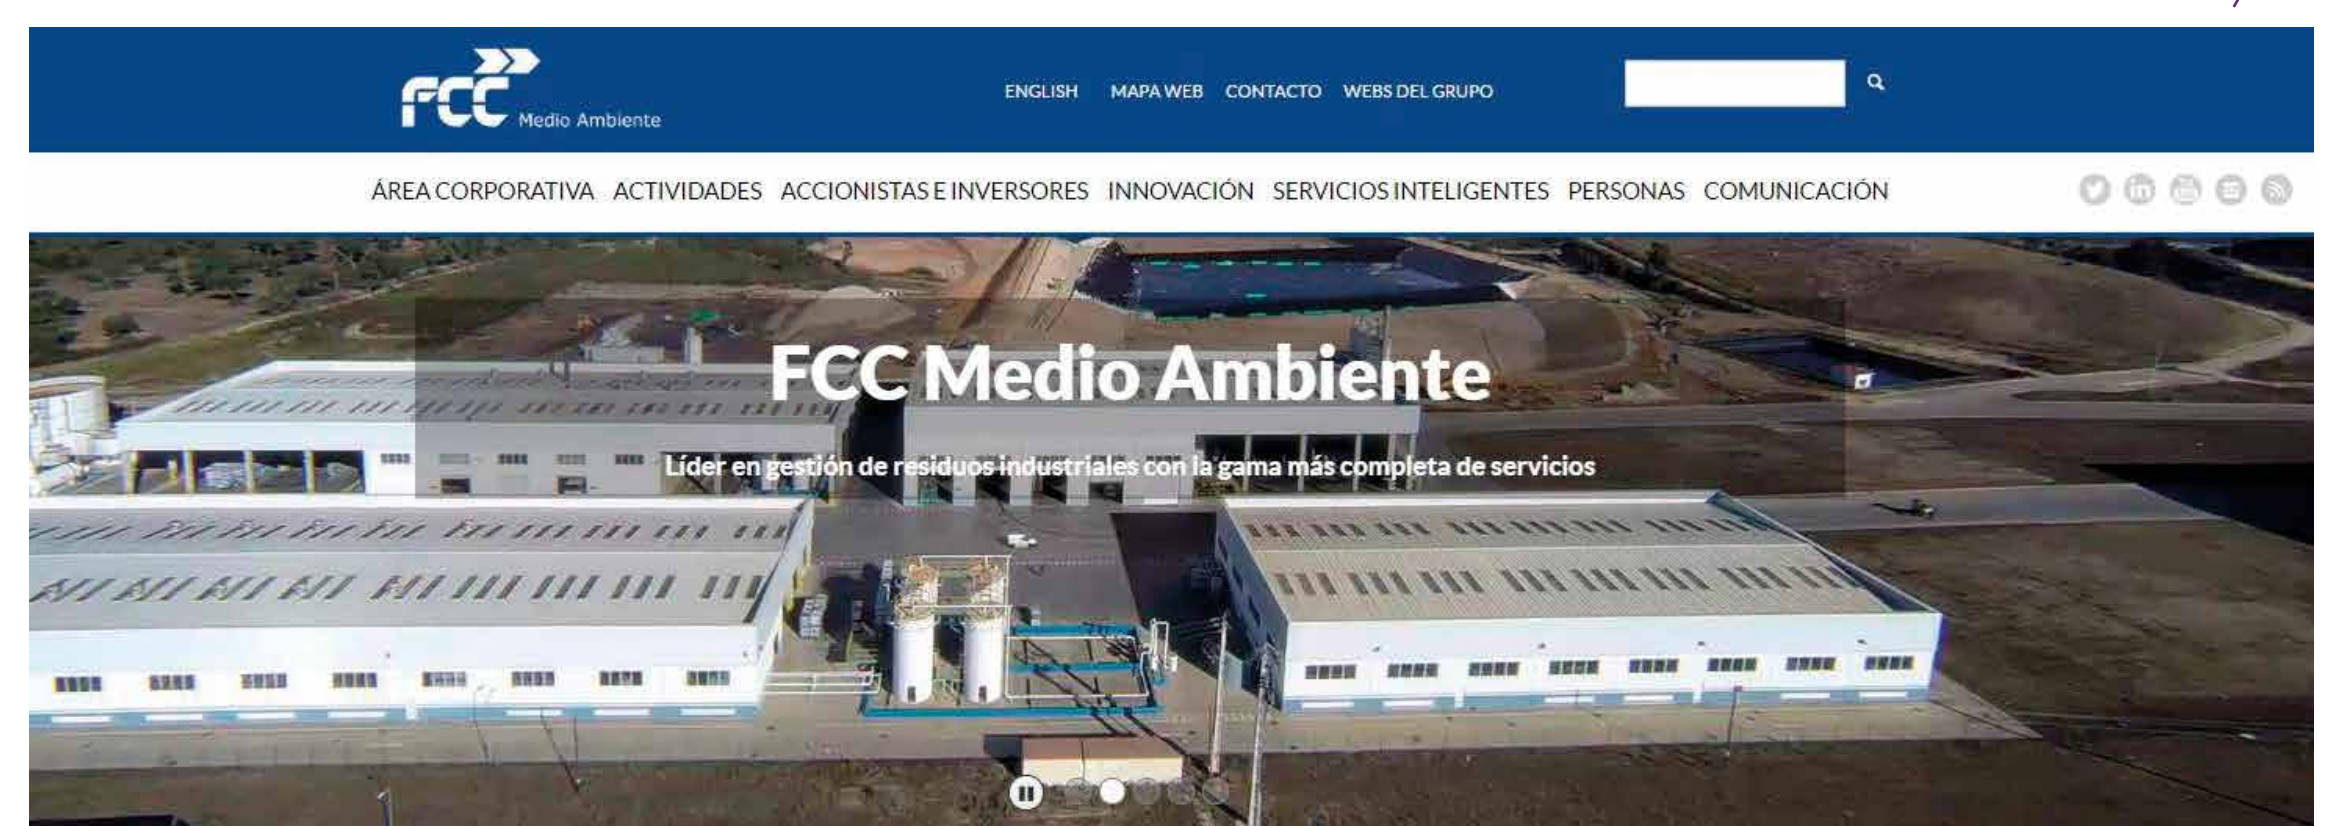 FCC
Medio Ambiente
ENGLISH MAPA WEB CONTACTO WEBS DEL GRUPO
ÁREA CORPORATIVA ACTIVIDADES ACCIONISTAS E INVERSORES INNOVACIÓN SERVICIOS INTELIGENTES PERSONAS COMUNICACIÓN
FCC Medio Ambiente
Líder en gestión de residuos industriales con la gama más completa de servicios